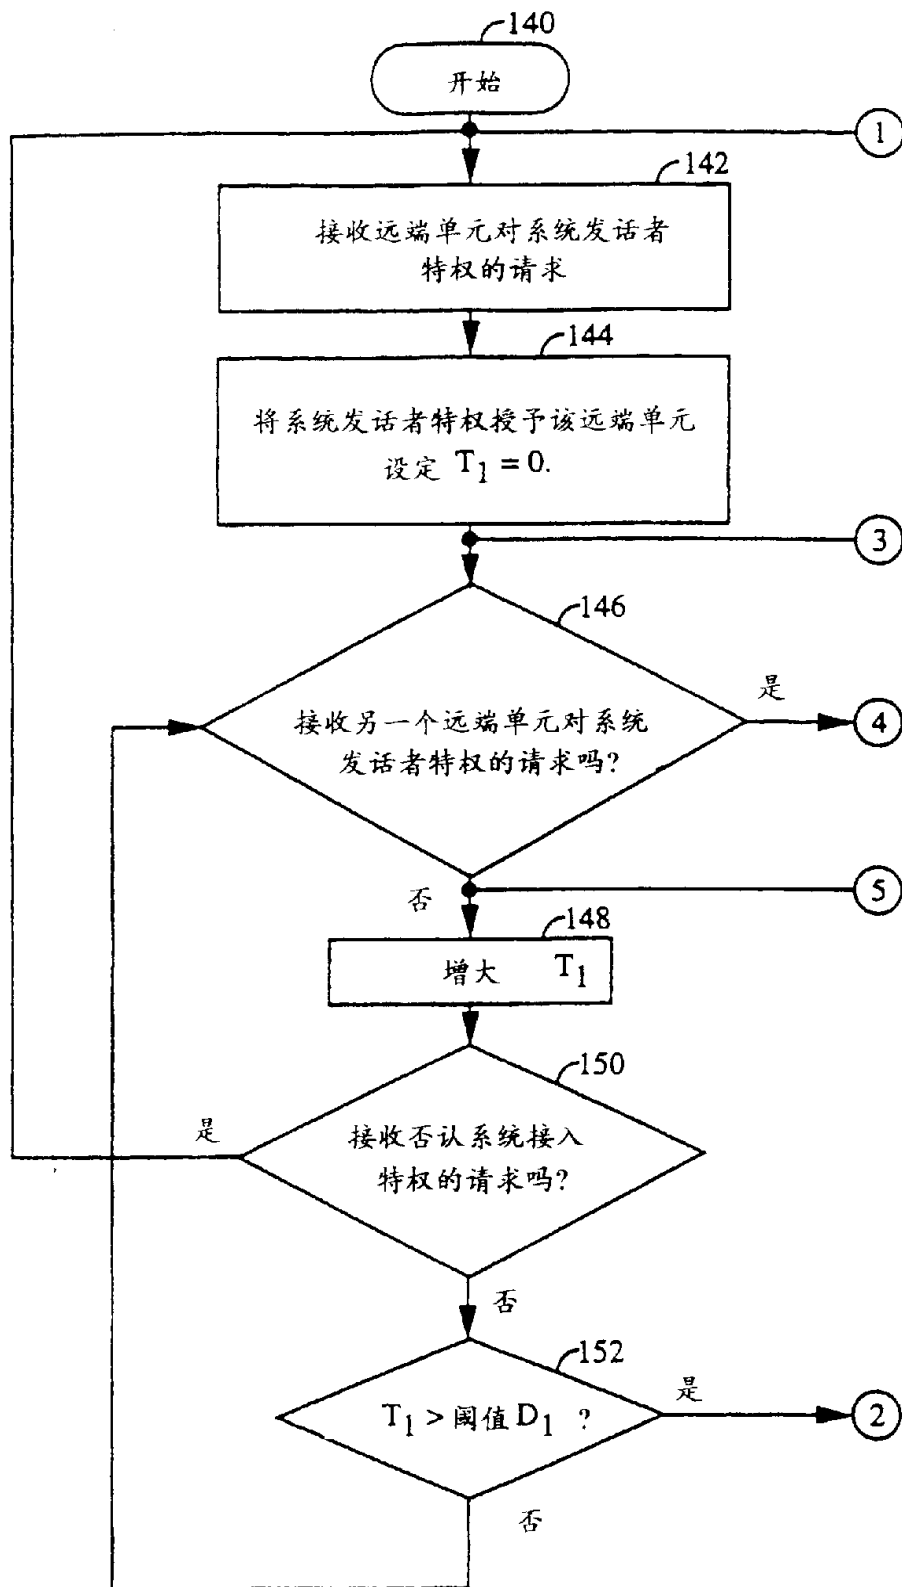 140
开始
1
142
接收远端单元对系统发话者
特权的请求
144
将系统发话者特权授予该远端单元
设定 T₁ = 0.
3
146
接收另一个远端单元对系统
发话者特权的请求吗?
是
4
否
5
148
增大 T₁
150
接收否认系统接入
特权的请求吗?
是
否
152
T₁ > 阈值 D₁ ?
是
2
否